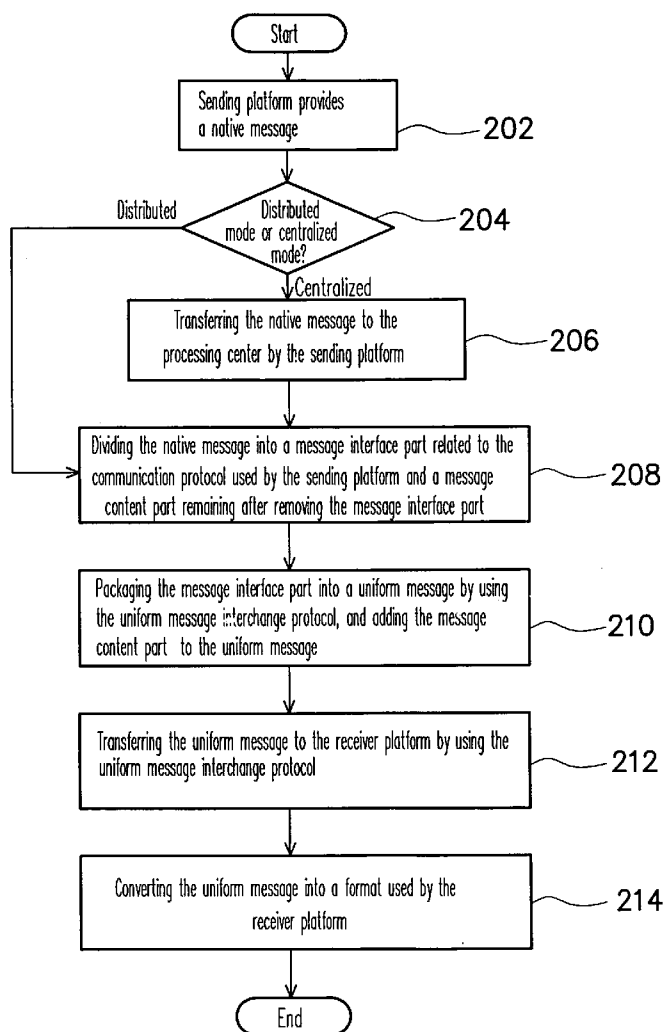 Start
Sending platform provides
a native message
202
Distributed
Distributed
mode or centralized
mode?
204
Centralized
Transferring the native message to the
processing center by the sending platform
206
Dividing the native message into a message interface part related to the
communication protocol used by the sending platform and a message
content part remaining after removing the message interface part
208
Packaging the message interface part into a uniform message by using
the uniform message interchange protocol, and adding the message
content part to the uniform message
210
Transferring the uniform message to the receiver platform by using the
uniform message interchange protocol
212
Converting the uniform message into a format used by the
receiver platform
214
End